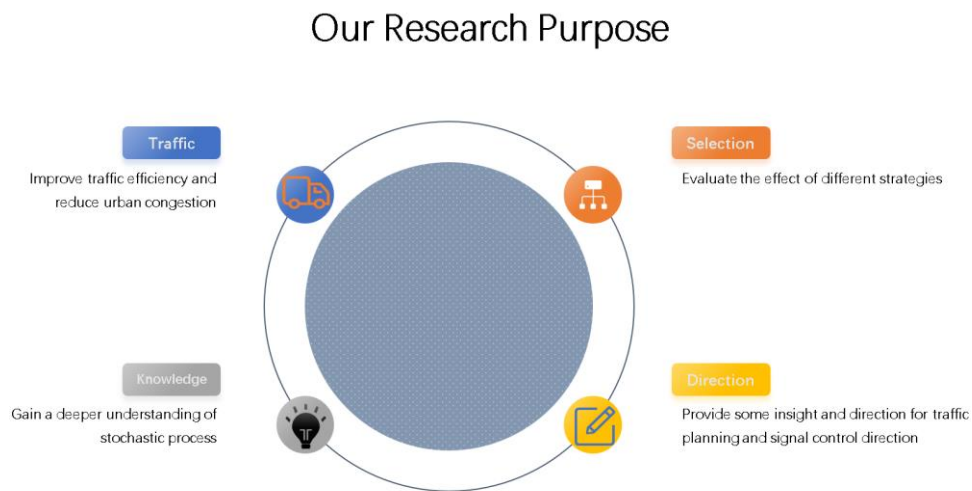 Our Research Purpose
Traffic
Improve traffic efficiency and
reduce urban congestion
Selection
Evaluate the effect of different strategies
Knowledge
Gain a deeper understanding of
stochastic process
Direction
Provide some insight and direction for traffic
planning and signal control direction